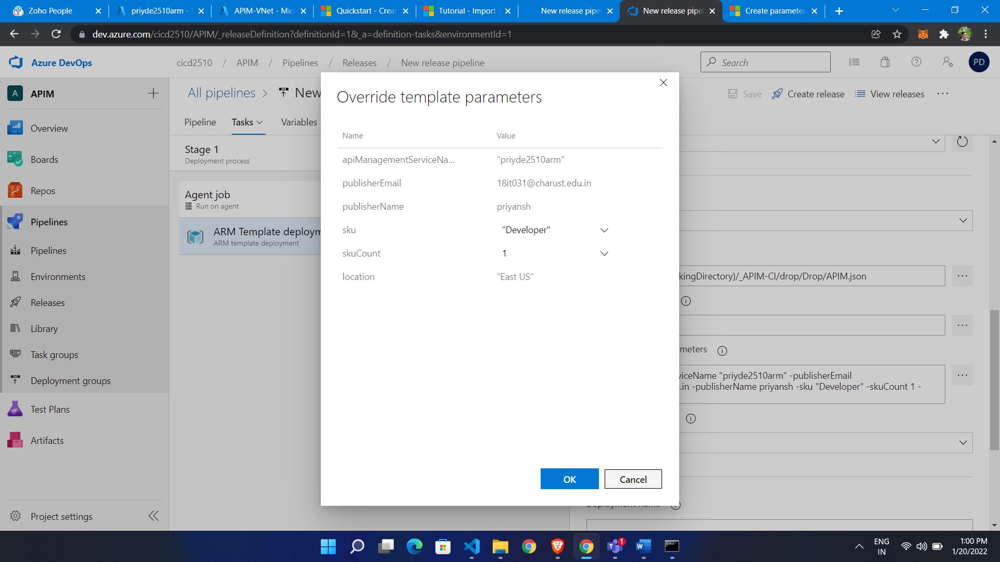 Zoho People
priyde2510arm -
APIM-VNet - Mic
Quickstart - Crea
Tutorial - Import
New release pipe
New release pipe
Create parameter
dev.azure.com/cicd2510/APIM/_releaseDefinition?definitionId=1&_a=definition-tasks&environmentId=1
Azure DevOps
cicd2510 / APIM / Pipelines / Releases / New release pipeline
Search
PD
A APIM
All pipelines > New
Save
Create release
View releases
Pipeline
Tasks
Variables
Overview
Boards
Repos
Pipelines
Pipelines
Environments
Releases
Library
Task groups
Deployment groups
Test Plans
Artifacts
Project settings
Stage 1
Deployment process
Agent job
Run on agent
ARM Template deploym
ARM template deployment
Override template parameters
Name Value
apiManagementServiceNa... "priyde2510arm"
publisherEmail 18it031@charust.edu.in
publisherName priyansh
sku "Developer"
skuCount 1
location "East US"
OK
Cancel
kingDirectory)/_APIM-CI/drop/Drop/APIM.json
meters
viceName "priyde2510arm" -publisherEmail
.in -publisherName priyansh -sku "Developer" -skuCount 1 -
Deployment name
1
ENG
IN
1:00 PM
1/20/2022